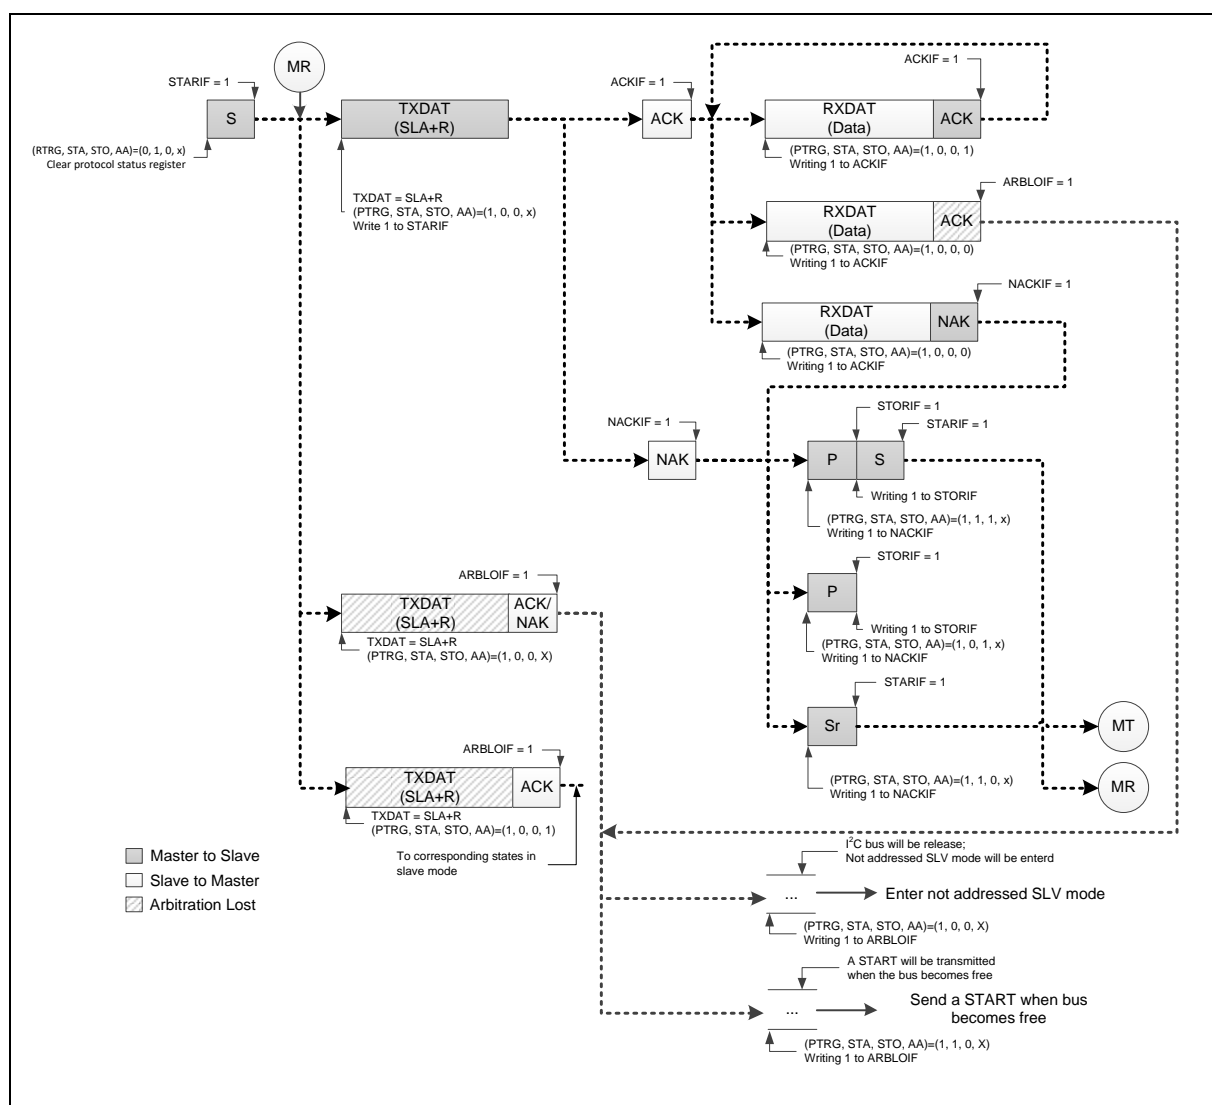 MR
STARIF = 1
S
(RTRG, STA, STO, AA)=(0, 1, 0, x)
Clear protocol status register
TXDAT
(SLA+R)
TXDAT = SLA+R
(PTRG, STA, STO, AA)=(1, 0, 0, x)
Write 1 to STARIF
ACKIF = 1
ACK
ACKIF = 1
RXDAT
(Data)
ACK
(PTRG, STA, STO, AA)=(1, 0, 0, 1)
Writing 1 to ACKIF
ARBLOIF = 1
RXDAT
(Data)
ACK
(PTRG, STA, STO, AA)=(1, 0, 0, 0)
Writing 1 to ACKIF
NACKIF = 1
RXDAT
(Data)
NAK
(PTRG, STA, STO, AA)=(1, 0, 0, 0)
Writing 1 to ACKIF
NACKIF = 1
NAK
STORIF = 1
STARIF = 1
P
S
Writing 1 to STORIF
(PTRG, STA, STO, AA)=(1, 1, 1, x)
Writing 1 to NACKIF
STORIF = 1
P
Writing 1 to STORIF
(PTRG, STA, STO, AA)=(1, 0, 1, x)
Writing 1 to NACKIF
STARIF = 1
Sr
(PTRG, STA, STO, AA)=(1, 1, 0, x)
Writing 1 to NACKIF
MT
MR
ARBLOIF = 1
TXDAT
(SLA+R)
ACK/
NAK
TXDAT = SLA+R
(PTRG, STA, STO, AA)=(1, 0, 0, X)
ARBLOIF = 1
TXDAT
(SLA+R)
ACK
TXDAT = SLA+R
(PTRG, STA, STO, AA)=(1, 0, 0, 1)
To corresponding states in
slave mode
Master to Slave
Slave to Master
Arbitration Lost
I²C bus will be release;
Not addressed SLV mode will be enterd
...
Enter not addressed SLV mode
(PTRG, STA, STO, AA)=(1, 0, 0, X)
Writing 1 to ARBLOIF
A START will be transmitted
when the bus becomes free
...
Send a START when bus
becomes free
(PTRG, STA, STO, AA)=(1, 1, 0, X)
Writing 1 to ARBLOIF